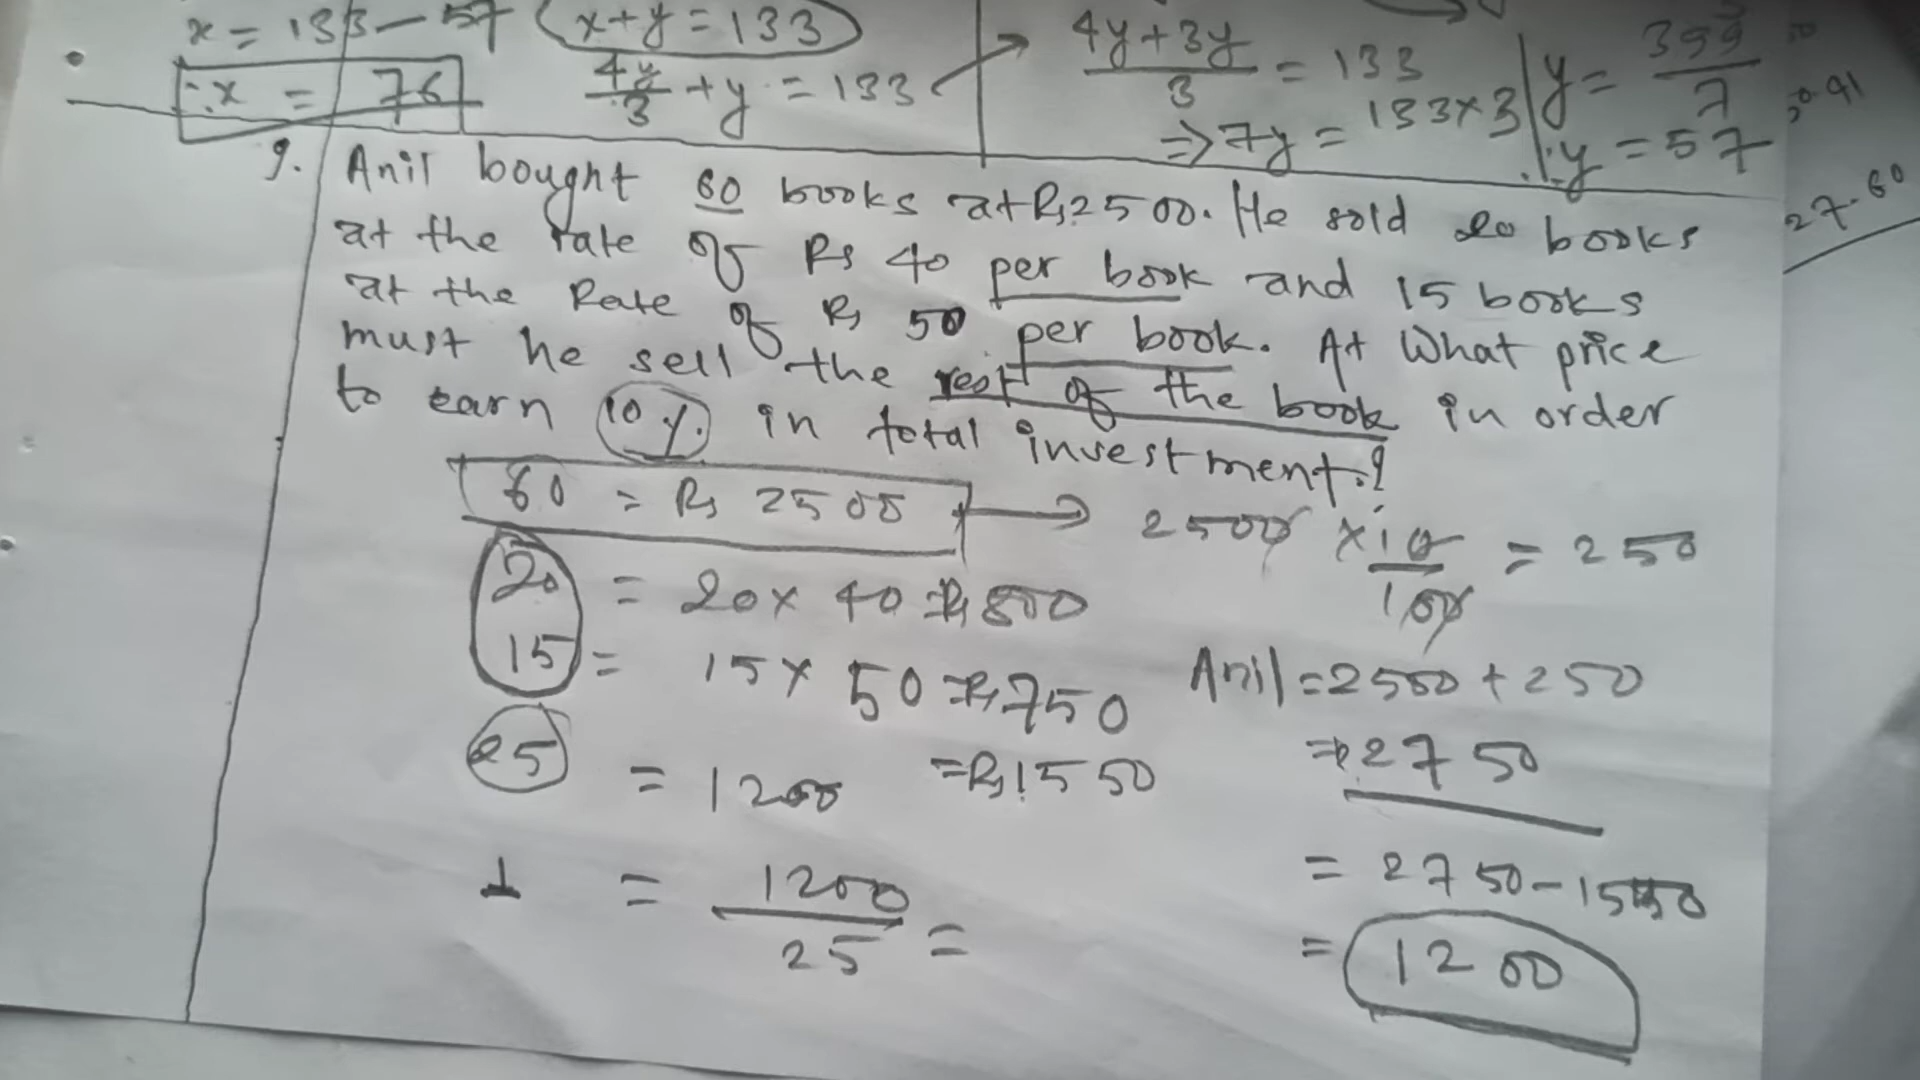 x = 133 - 57 x+y = 133
∴ x = 76 4y/3 + y = 133
4y+3y/3 = 133
⇒ 7y = 133×3
y = 399/7
∴ y = 57
27.60
9. Anil bought 60 books at Rs 2500. He sold 20 books
at the rate of Rs 40 per book and 15 books
at the Rate of Rs 50 per book. At What price
must he sell the rest of the book in order
to earn 10%. in total investment?
60 = Rs 2500 → 2500 × 10/100 = 250
20 = 20 × 40 = Rs 800
15 = 15 × 50 = Rs 750 Anil = 2500 + 250
25 = 1200 = Rs 1550 ⇒ 2750
1 = 1200/25 = = 2750 - 1550
= 1200